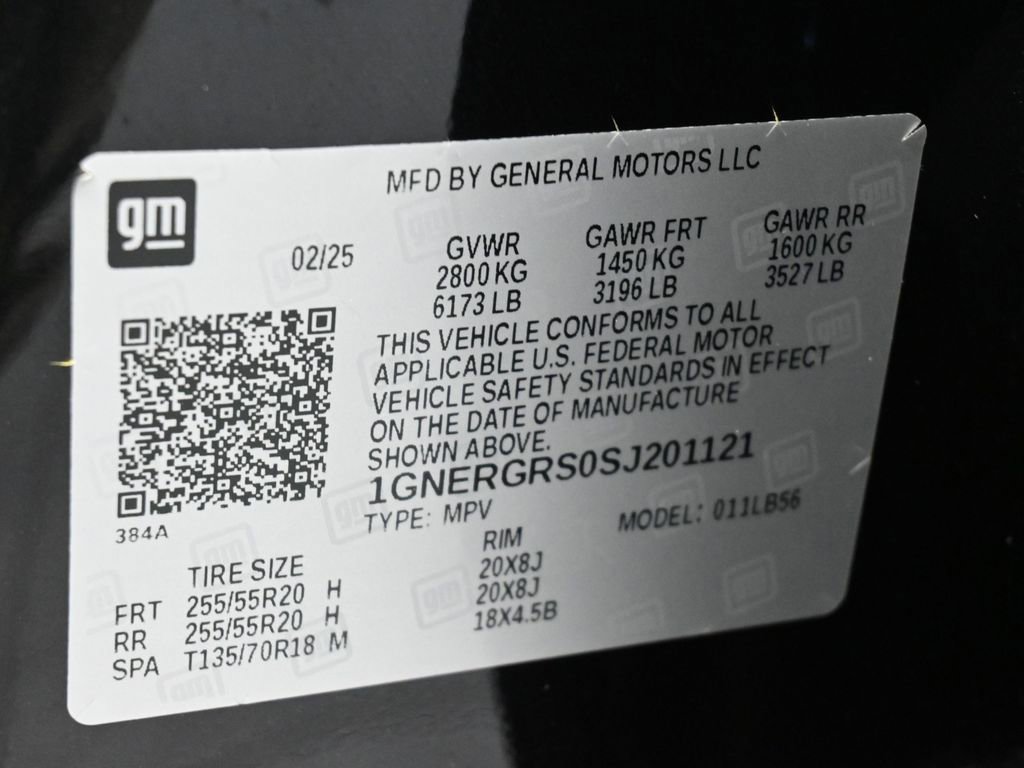 gm
MFD BY GENERAL MOTORS LLC
02/25 GVWR GAWR FRT GAWR RR
2800 KG 1450 KG 1600 KG
6173 LB 3196 LB 3527 LB
THIS VEHICLE CONFORMS TO ALL
APPLICABLE U.S. FEDERAL MOTOR
VEHICLE SAFETY STANDARDS IN EFFECT
ON THE DATE OF MANUFACTURE
SHOWN ABOVE.
1GNERGRS0SJ201121
384A
TYPE: MPV MODEL: 011LB56
TIRE SIZE RIM
FRT 255/55R20 H 20X8J
RR 255/55R20 H 20X8J
SPA T135/70R18 M 18X4.5B